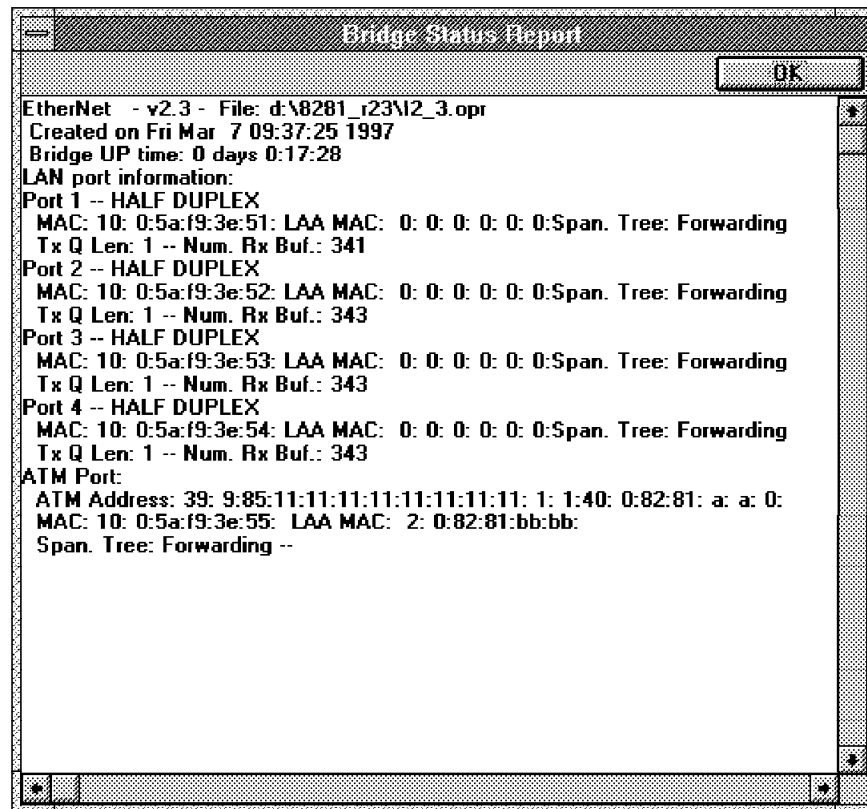 Bridge Status Report
OK
EtherNet - v2.3 - File: d:\8281_r23\l2_3.opr
Created on Fri Mar 7 09:37:25 1997
Bridge UP time: 0 days 0:17:28
LAN port information:
Port 1 -- HALF DUPLEX
MAC: 10: 0:5a:f9:3e:51: LAA MAC: 0: 0: 0: 0: 0: 0:Span. Tree: Forwarding
Tx Q Len: 1 -- Num. Rx Buf.: 341
Port 2 -- HALF DUPLEX
MAC: 10: 0:5a:f9:3e:52: LAA MAC: 0: 0: 0: 0: 0: 0:Span. Tree: Forwarding
Tx Q Len: 1 -- Num. Rx Buf.: 343
Port 3 -- HALF DUPLEX
MAC: 10: 0:5a:f9:3e:53: LAA MAC: 0: 0: 0: 0: 0: 0:Span. Tree: Forwarding
Tx Q Len: 1 -- Num. Rx Buf.: 343
Port 4 -- HALF DUPLEX
MAC: 10: 0:5a:f9:3e:54: LAA MAC: 0: 0: 0: 0: 0: 0:Span. Tree: Forwarding
Tx Q Len: 1 -- Num. Rx Buf.: 343
ATM Port:
ATM Address: 39: 9:85:11:11:11:11:11:11:11:11: 1: 1:40: 0:82:81: a: a: 0:
MAC: 10: 0:5a:f9:3e:55: LAA MAC: 2: 0:82:81:bb:bb:
Span. Tree: Forwarding --